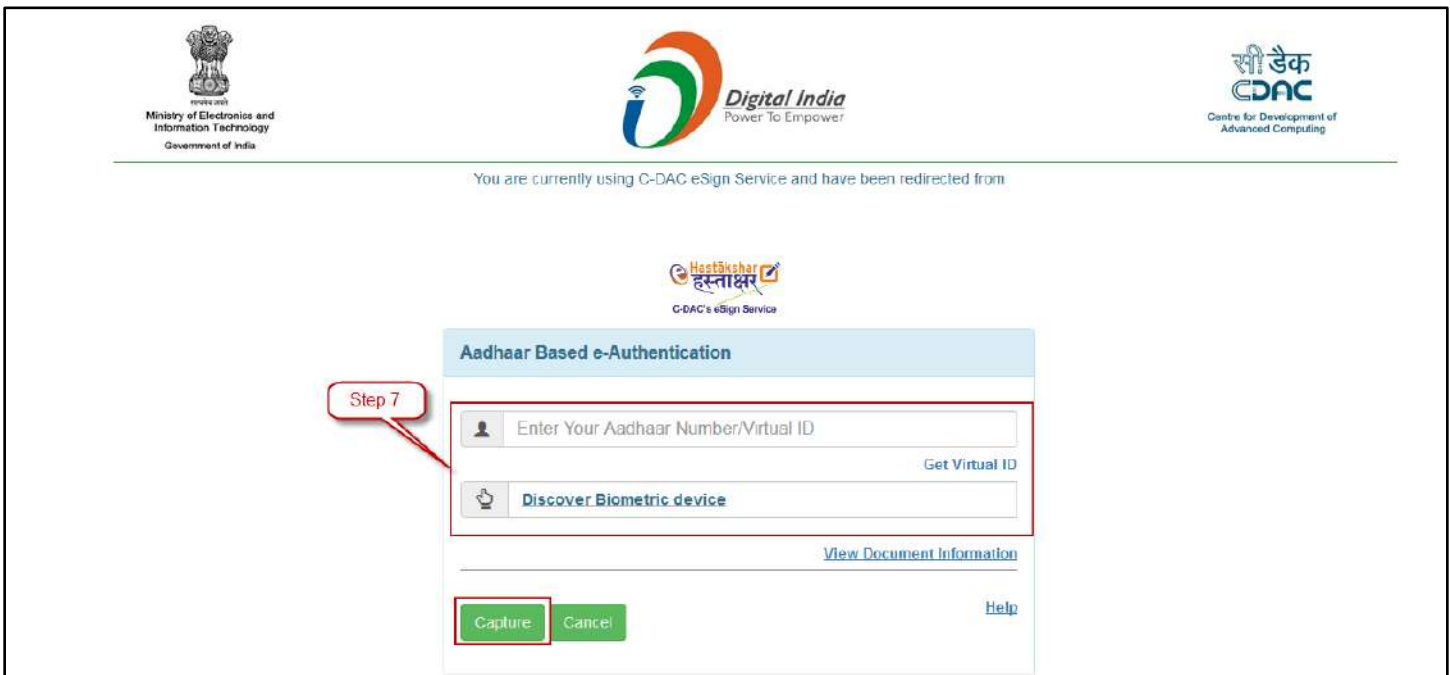 सत्यमेव जयते
Ministry of Electronics and
Information Technology
Government of India
Digital India
Power To Empower
सी डैक
CDAC
Centre for Development of
Advanced Computing
You are currently using C-DAC eSign Service and have been redirected from
e Hastākshar
हस्ताक्षर
C-DAC's eSign Service
Aadhaar Based e-Authentication
Step 7
Enter Your Aadhaar Number/Virtual ID
Get Virtual ID
Discover Biometric device
View Document Information
Help
Capture Cancel